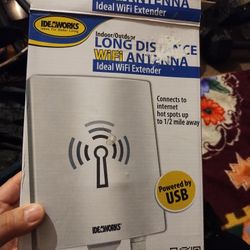 ANTENNA
Ideal WiFi Extender
IDEAWORKS
Indoor/Outdoor
LONG DISTANCE
WiFi ANTENNA
Ideal WiFi Extender
Connects to
internet
hot spots up
to 1/2 mile away
Powered by
USB
IDEAWORKS
IDEAWORKS